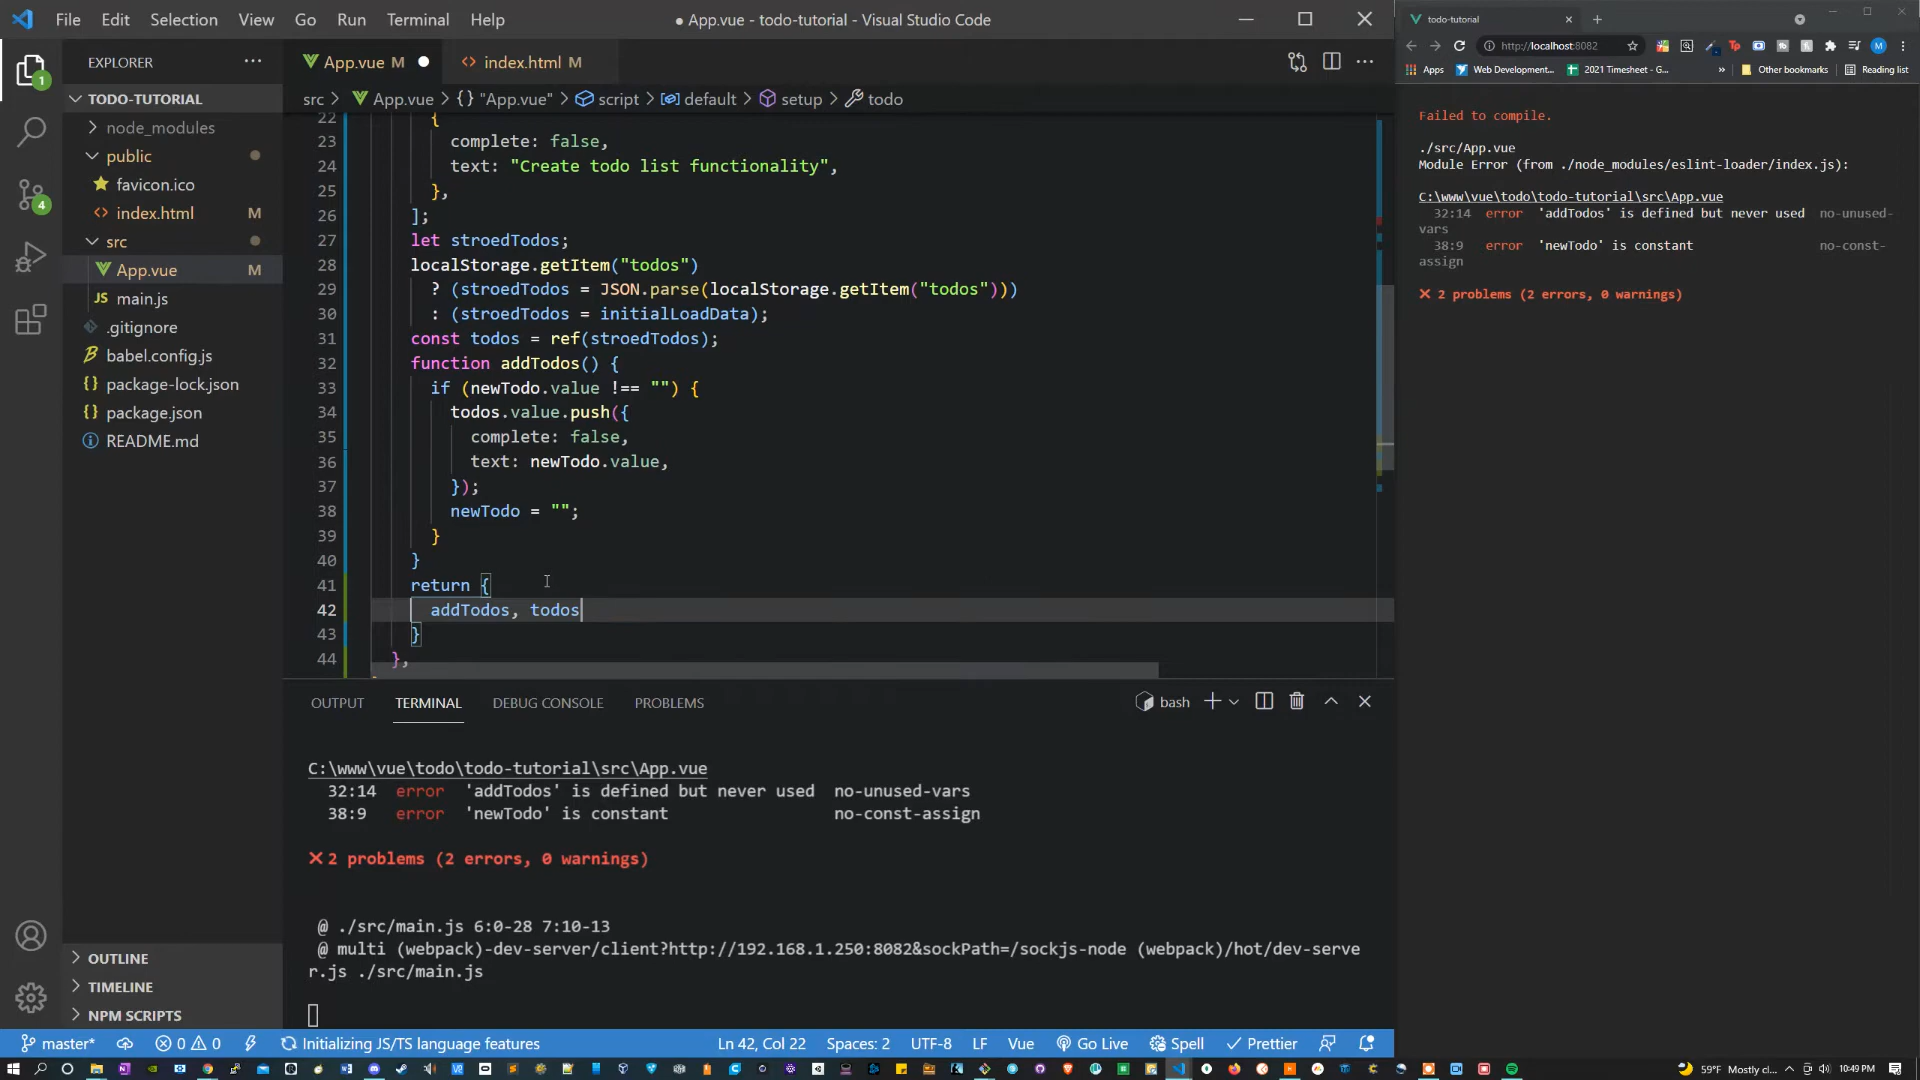 File Edit Selection View Go Run Terminal Help
● App.vue - todo-tutorial - Visual Studio Code
EXPLORER
App.vue M
index.html M
src > App.vue > {} "App.vue" > script > default > setup > todo
TODO-TUTORIAL
node_modules
public
favicon.ico
index.html M
src
App.vue M
main.js
.gitignore
babel.config.js
package-lock.json
package.json
README.md
OUTLINE
TIMELINE
NPM SCRIPTS
1
4
22 {
23 complete: false,
24 text: "Create todo list functionality",
25 },
26 ];
27 let stroedTodos;
28 localStorage.getItem("todos")
29 ? (stroedTodos = JSON.parse(localStorage.getItem("todos")))
30 : (stroedTodos = initialLoadData);
31 const todos = ref(stroedTodos);
32 function addTodos() {
33 if (newTodo.value !== "") {
34 todos.value.push({
35 complete: false,
36 text: newTodo.value,
37 });
38 newTodo = "";
39 }
40 }
41 return {
42 addTodos, todos
43 }
44 },
OUTPUT TERMINAL DEBUG CONSOLE PROBLEMS
bash
C:\www\vue\todo\todo-tutorial\src\App.vue
32:14 error 'addTodos' is defined but never used no-unused-vars
38:9 error 'newTodo' is constant no-const-assign
2 problems (2 errors, 0 warnings)
@ ./src/main.js 6:0-28 7:10-13
@ multi (webpack)-dev-server/client?http://192.168.1.250:8082&sockPath=/sockjs-node (webpack)/hot/dev-serve
r.js ./src/main.js
master* 0 0 Initializing JS/TS language features
Ln 42, Col 22 Spaces: 2 UTF-8 LF Vue Go Live Spell Prettier
todo-tutorial
http://localhost:8082
Apps Web Development... 2021 Timesheet - G... » Other bookmarks Reading list
Failed to compile.
./src/App.vue
Module Error (from ./node_modules/eslint-loader/index.js):
C:\www\vue\todo\todo-tutorial\src\App.vue
32:14 error 'addTodos' is defined but never used no-unused-
vars
38:9 error 'newTodo' is constant no-const-
assign
2 problems (2 errors, 0 warnings)
59°F Mostly cl... 10:49 PM